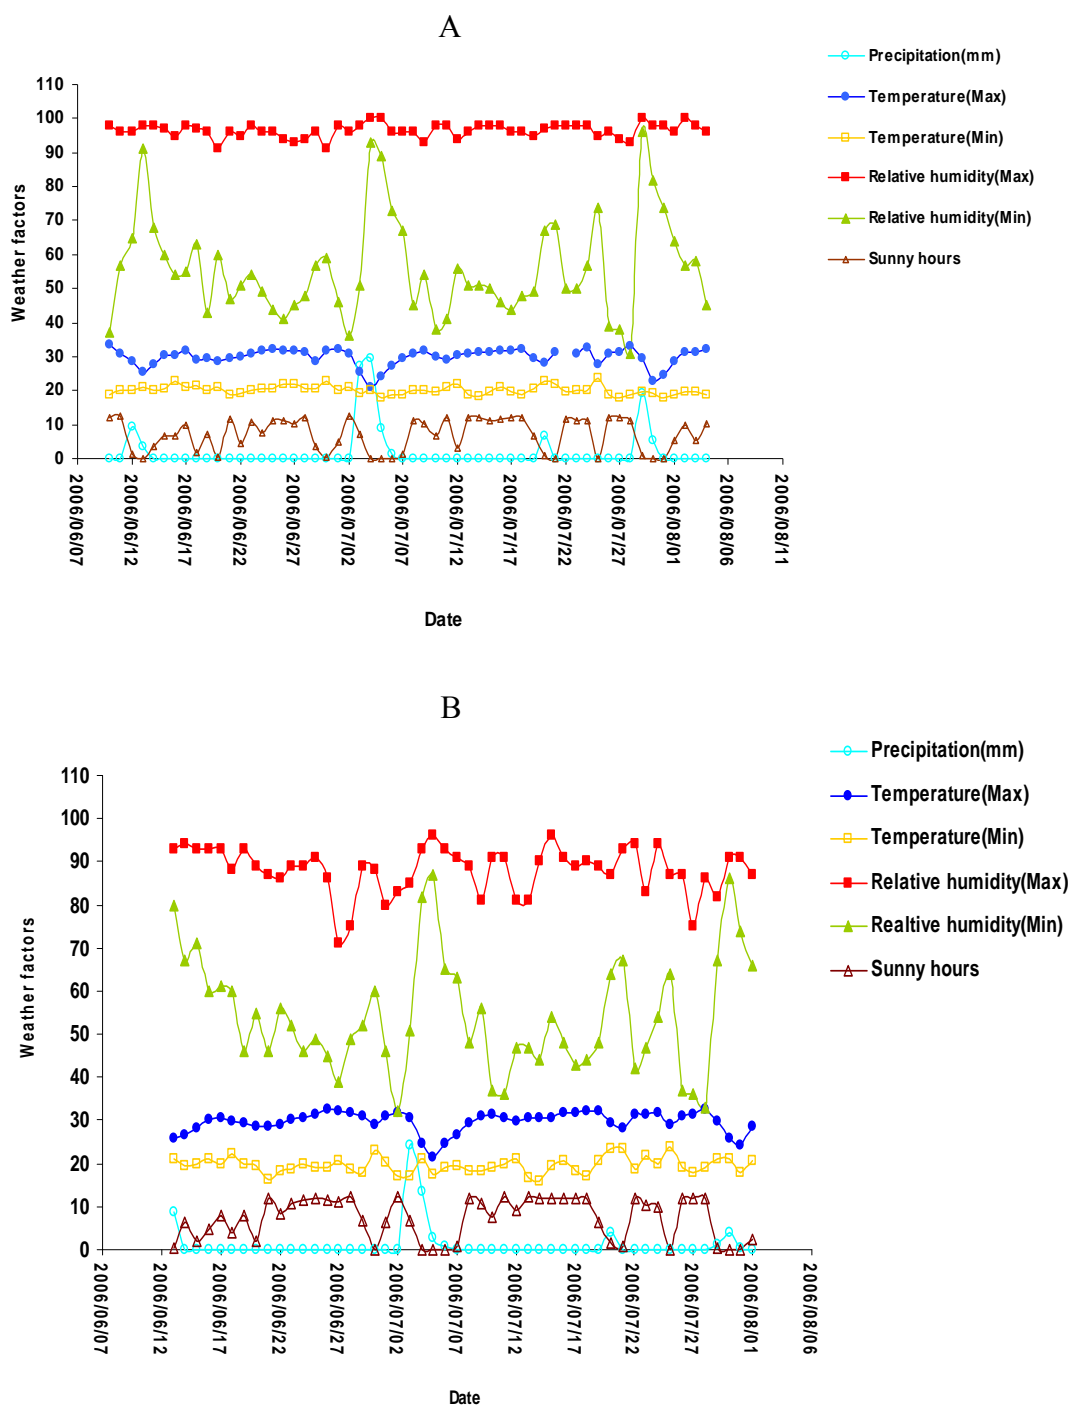 A
Precipitation(mm)
Temperature(Max)
Temperature(Min)
Relative humidity(Max)
Relative humidity(Min)
Sunny hours
Weather factors
110
100
90
80
70
60
50
40
30
20
10
0
2006/06/07
2006/06/12
2006/06/17
2006/06/22
2006/06/27
2006/07/02
2006/07/07
2006/07/12
2006/07/17
2006/07/22
2006/07/27
2006/08/01
2006/08/06
2006/08/11
Date
B
Precipitation(mm)
Temperature(Max)
Temperature(Min)
Relative humidity(Max)
Realtive humidity(Min)
Sunny hours
Weather factors
110
100
90
80
70
60
50
40
30
20
10
0
2006/06/07
2006/06/12
2006/06/17
2006/06/22
2006/06/27
2006/07/02
2006/07/07
2006/07/12
2006/07/17
2006/07/22
2006/07/27
2006/08/01
2006/08/06
Date